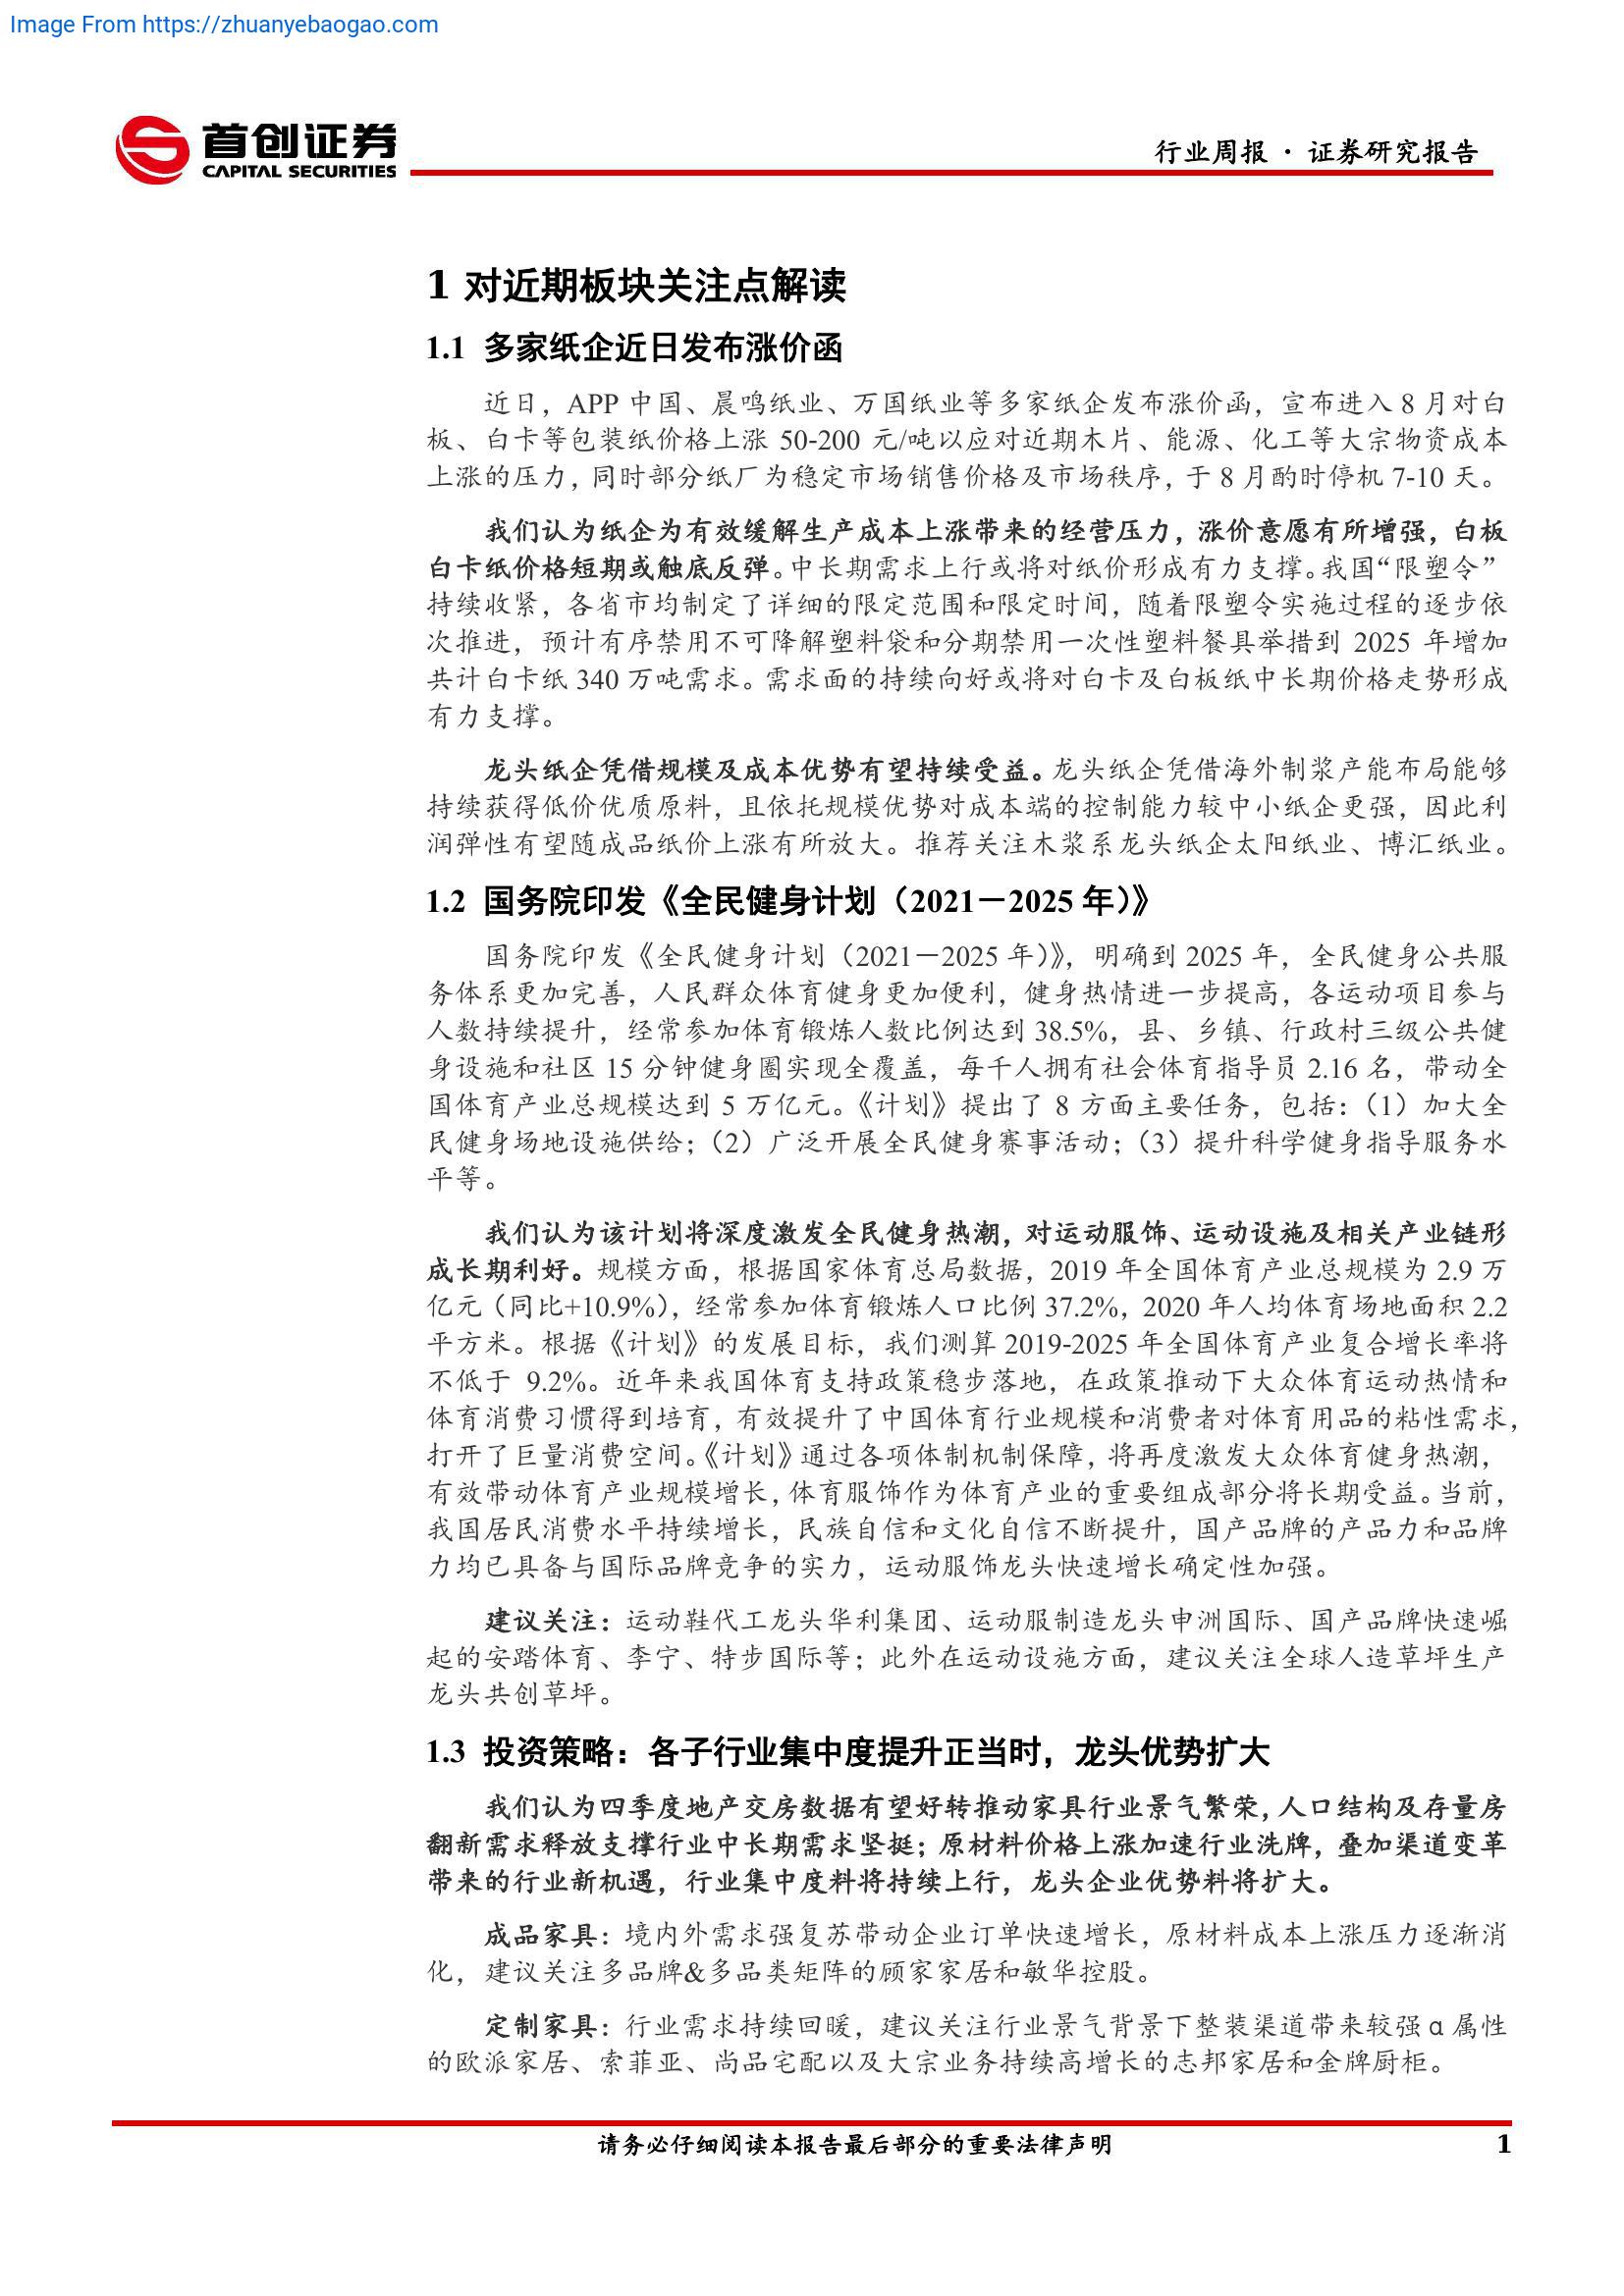 Image From https://zhuanyebaogao.com
首创证券
CAPITAL SECURITIES
行业周报 · 证券研究报告
1 对近期板块关注点解读
1.1 多家纸企近日发布涨价函
近日，APP 中国、晨鸣纸业、万国纸业等多家纸企发布涨价函，宣布进入 8 月对白
板、白卡等包装纸价格上涨 50-200 元/吨以应对近期木片、能源、化工等大宗物资成本
上涨的压力，同时部分纸厂为稳定市场销售价格及市场秩序，于 8 月酌时停机 7-10 天。
我们认为纸企为有效缓解生产成本上涨带来的经营压力，涨价意愿有所增强，白板
白卡纸价格短期或触底反弹。中长期需求上行或将对纸价形成有力支撑。我国“限塑令”
持续收紧，各省市均制定了详细的限定范围和限定时间，随着限塑令实施过程的逐步依
次推进，预计有序禁用不可降解塑料袋和分期禁用一次性塑料餐具举措到 2025 年增加
共计白卡纸 340 万吨需求。需求面的持续向好或将对白卡及白板纸中长期价格走势形成
有力支撑。
龙头纸企凭借规模及成本优势有望持续受益。龙头纸企凭借海外制浆产能布局能够
持续获得低价优质原料，且依托规模优势对成本端的控制能力较中小纸企更强，因此利
润弹性有望随成品纸价上涨有所放大。推荐关注木浆系龙头纸企太阳纸业、博汇纸业。
1.2 国务院印发《全民健身计划（2021－2025 年）》
国务院印发《全民健身计划（2021－2025 年）》，明确到 2025 年，全民健身公共服
务体系更加完善，人民群众体育健身更加便利，健身热情进一步提高，各运动项目参与
人数持续提升，经常参加体育锻炼人数比例达到 38.5%，县、乡镇、行政村三级公共健
身设施和社区 15 分钟健身圈实现全覆盖，每千人拥有社会体育指导员 2.16 名，带动全
国体育产业总规模达到 5 万亿元。《计划》提出了 8 方面主要任务，包括：（1）加大全
民健身场地设施供给；（2）广泛开展全民健身赛事活动；（3）提升科学健身指导服务水
平等。
我们认为该计划将深度激发全民健身热潮，对运动服饰、运动设施及相关产业链形
成长期利好。规模方面，根据国家体育总局数据，2019 年全国体育产业总规模为 2.9 万
亿元（同比+10.9%），经常参加体育锻炼人口比例 37.2%，2020 年人均体育场地面积 2.2
平方米。根据《计划》的发展目标，我们测算 2019-2025 年全国体育产业复合增长率将
不低于 9.2%。近年来我国体育支持政策稳步落地，在政策推动下大众体育运动热情和
体育消费习惯得到培育，有效提升了中国体育行业规模和消费者对体育用品的粘性需求，
打开了巨量消费空间。《计划》通过各项体制机制保障，将再度激发大众体育健身热潮，
有效带动体育产业规模增长，体育服饰作为体育产业的重要组成部分将长期受益。当前，
我国居民消费水平持续增长，民族自信和文化自信不断提升，国产品牌的产品力和品牌
力均已具备与国际品牌竞争的实力，运动服饰龙头快速增长确定性加强。
建议关注：运动鞋代工龙头华利集团、运动服制造龙头申洲国际、国产品牌快速崛
起的安踏体育、李宁、特步国际等；此外在运动设施方面，建议关注全球人造草坪生产
龙头共创草坪。
1.3 投资策略：各子行业集中度提升正当时，龙头优势扩大
我们认为四季度地产交房数据有望好转推动家具行业景气繁荣，人口结构及存量房
翻新需求释放支撑行业中长期需求坚挺；原材料价格上涨加速行业洗牌，叠加渠道变革
带来的行业新机遇，行业集中度料将持续上行，龙头企业优势料将扩大。
成品家具：境内外需求强复苏带动企业订单快速增长，原材料成本上涨压力逐渐消
化，建议关注多品牌&多品类矩阵的顾家家居和敏华控股。
定制家具：行业需求持续回暖，建议关注行业景气背景下整装渠道带来较强 α 属性
的欧派家居、索菲亚、尚品宅配以及大宗业务持续高增长的志邦家居和金牌厨柜。
请务必仔细阅读本报告最后部分的重要法律声明
1